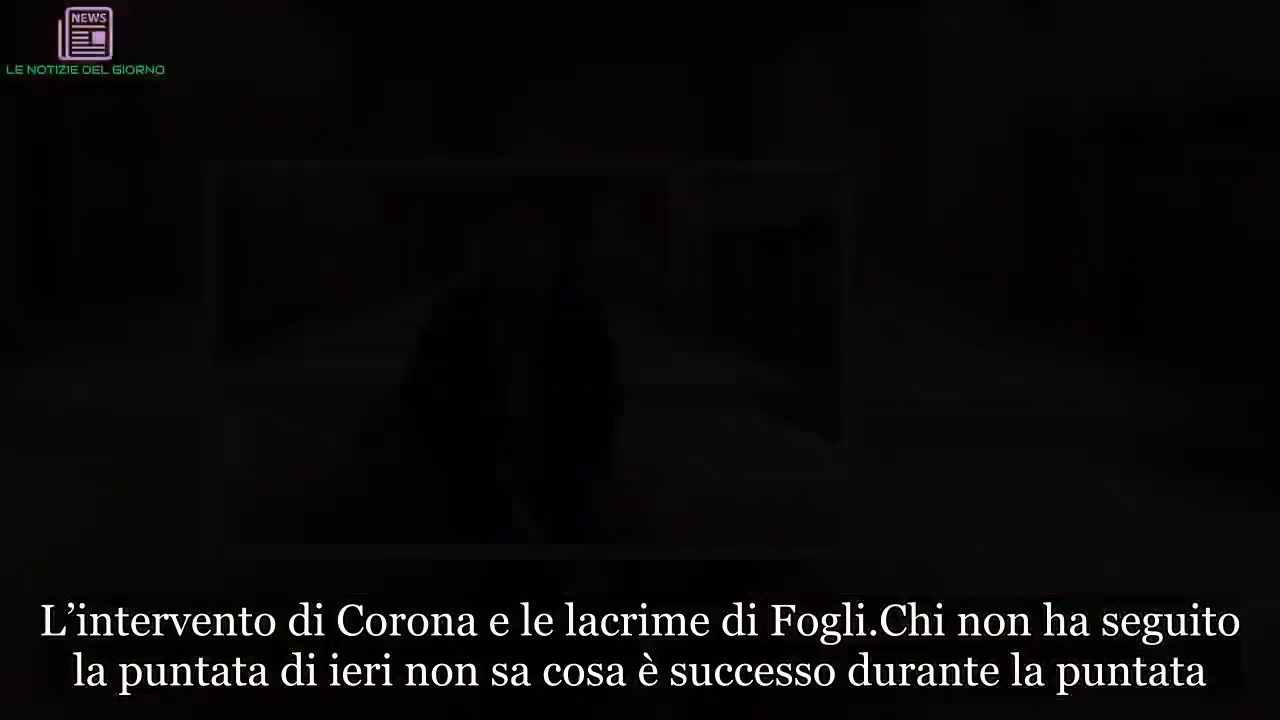 NEWS
LE NOTIZIE DEL GIORNO
L’intervento di Corona e le lacrime di Fogli.Chi non ha seguito
la puntata di ieri non sa cosa è successo durante la puntata